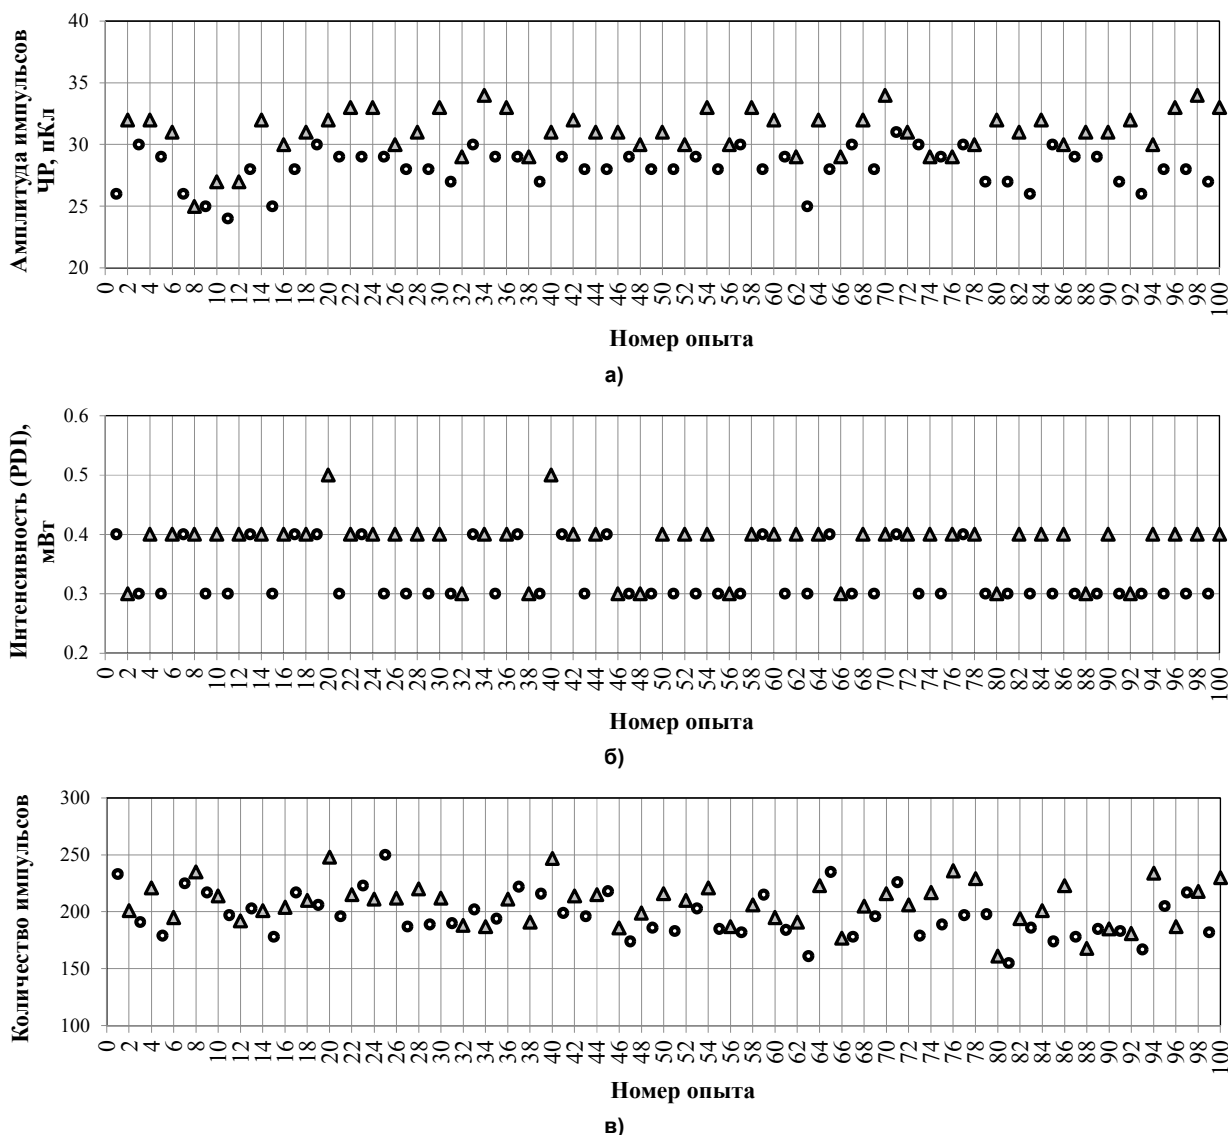 40
35
30
25
20
Амплитуда импульсов
ЧР, пКл
0 2 4 6 8 10 12 14 16 18 20 22 24 26 28 30 32 34 36 38 40 42 44 46 48 50 52 54 56 58 60 62 64 66 68 70 72 74 76 78 80 82 84 86 88 90 92 94 96 98 100
Номер опыта
а)
0.6
0.5
0.4
0.3
0.2
Интенсивность (PDI),
мВт
0 2 4 6 8 10 12 14 16 18 20 22 24 26 28 30 32 34 36 38 40 42 44 46 48 50 52 54 56 58 60 62 64 66 68 70 72 74 76 78 80 82 84 86 88 90 92 94 96 98 100
Номер опыта
б)
300
250
200
150
100
Количество импульсов
0 2 4 6 8 10 12 14 16 18 20 22 24 26 28 30 32 34 36 38 40 42 44 46 48 50 52 54 56 58 60 62 64 66 68 70 72 74 76 78 80 82 84 86 88 90 92 94 96 98 100
Номер опыта
в)